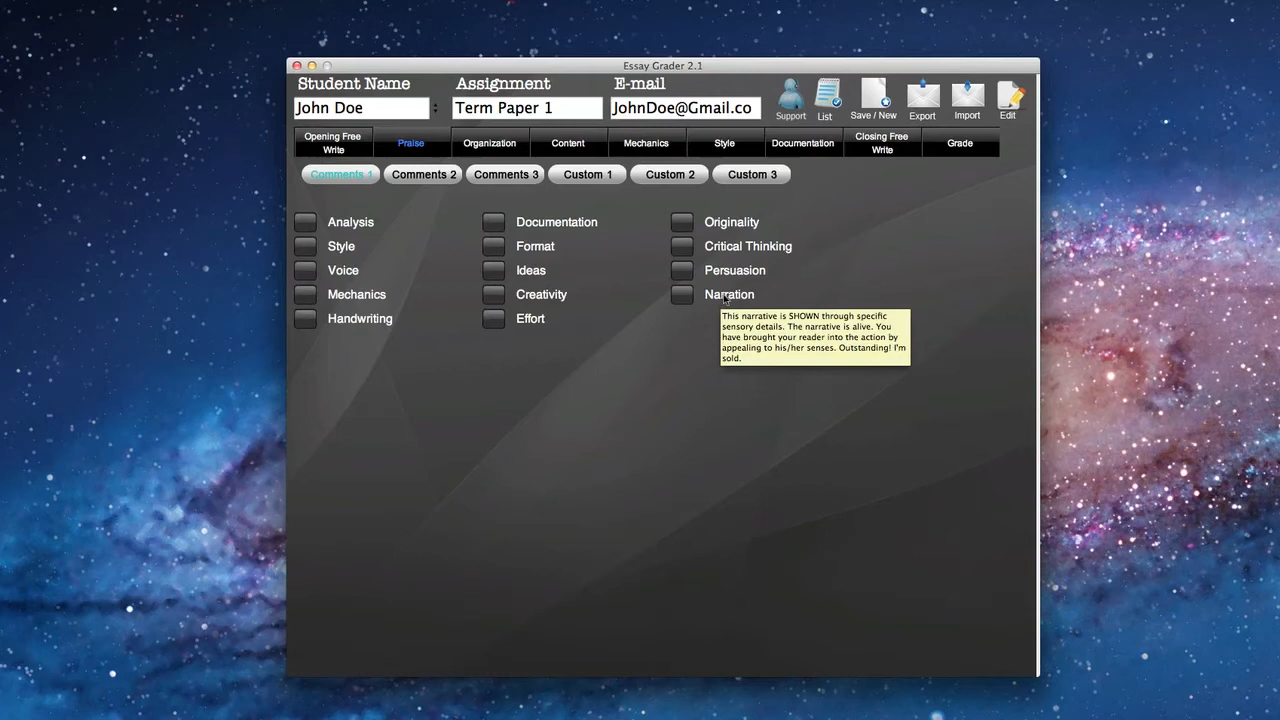 Essay Grader 2.1
Student Name
Assignment
E-mail
John Doe
Term Paper 1
JohnDoe@Gmail.co
Support
List
Save / New
Export
Import
Edit
Opening Free
Write
Praise
Organization
Content
Mechanics
Style
Documentation
Closing Free
Write
Grade
Comments 1
Comments 2
Comments 3
Custom 1
Custom 2
Custom 3
Analysis
Documentation
Originality
Style
Format
Critical Thinking
Voice
Ideas
Persuasion
Mechanics
Creativity
Narration
Handwriting
Effort
This narrative is SHOWN through specific
sensory details. The narrative is alive. You
have brought your reader into the action by
appealing to his/her senses. Outstanding! I'm
sold.